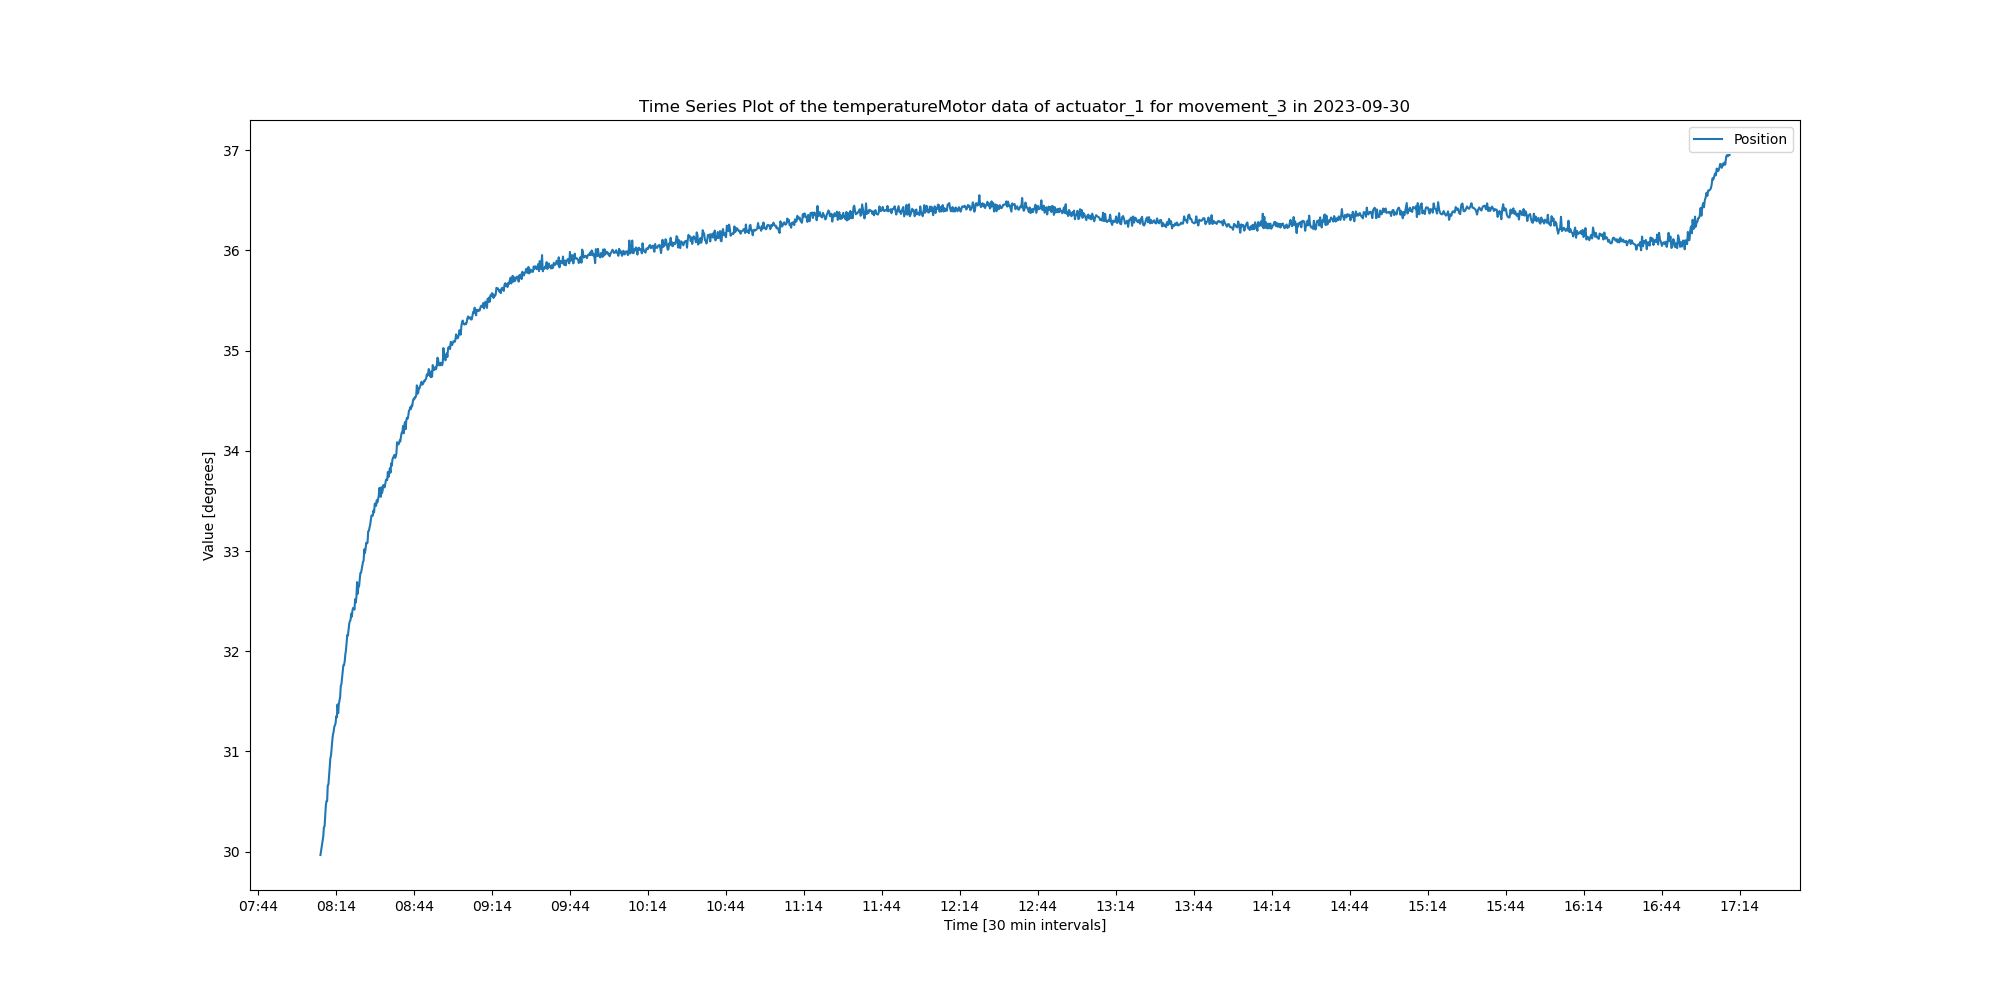 Time Series Plot of the temperatureMotor data of actuator_1 for movement_3 in 2023-09-30
Position
Value [degrees]
37
36
35
34
33
32
31
30
07:44 08:14 08:44 09:14 09:44 10:14 10:44 11:14 11:44 12:14 12:44 13:14 13:44 14:14 14:44 15:14 15:44 16:14 16:44 17:14
Time [30 min intervals]